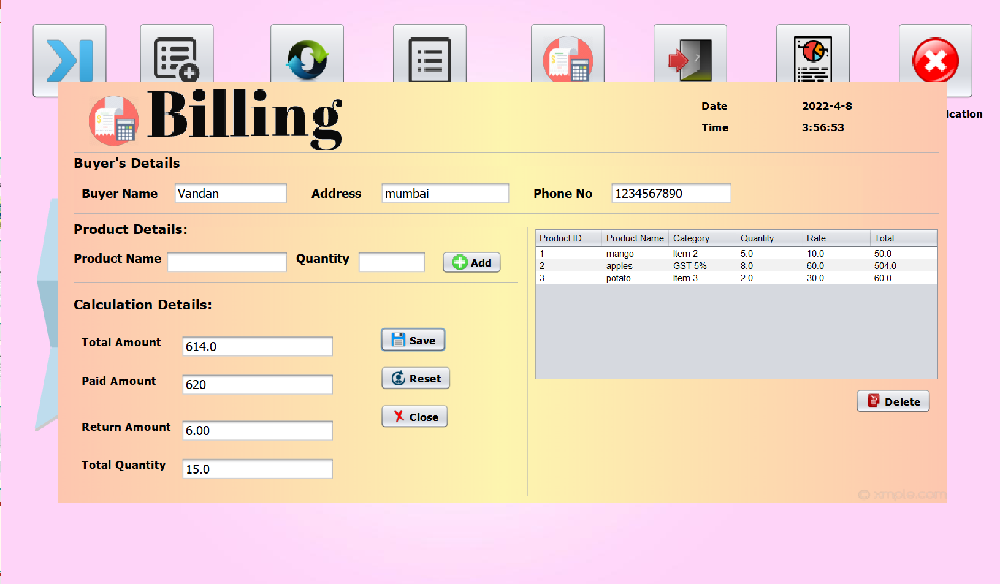 ication
Billing
Date 2022-4-8
Time 3:56:53
Buyer's Details
Buyer Name Vandan Address mumbai Phone No 1234567890
Product Details:
Product Name Quantity Add
Calculation Details:
Total Amount 614.0
Paid Amount 620
Return Amount 6.00
Total Quantity 15.0
Save
Reset
Close
Product ID Product Name Category Quantity Rate Total
1 mango Item 2 5.0 10.0 50.0
2 apples GST 5% 8.0 60.0 504.0
3 potato Item 3 2.0 30.0 60.0
Delete
© xmple.com